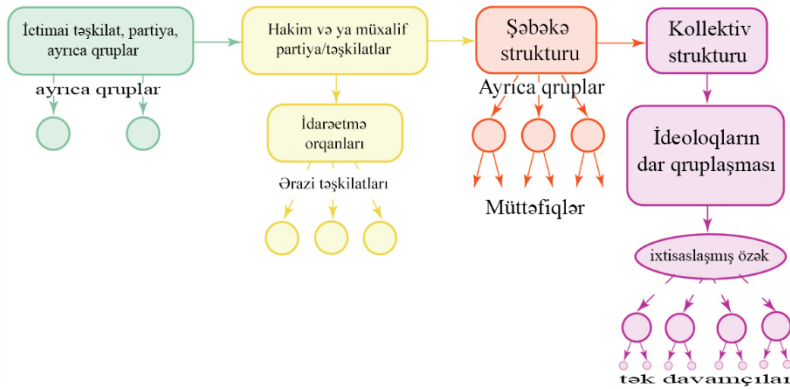 İctimai təşkilat, partiya,
ayrıca qruplar
ayrıca qruplar
Hakim və ya müxalif
partiya/təşkilatlar
İdarəetmə
orqanları
Ərazi təşkilatları
Şəbəkə
strukturu
Ayrıca qruplar
Müttəfiqlər
Kollektiv
strukturu
İdeoloqların
dar qruplaşması
ixtisaslaşmış özək
tək davamçılar